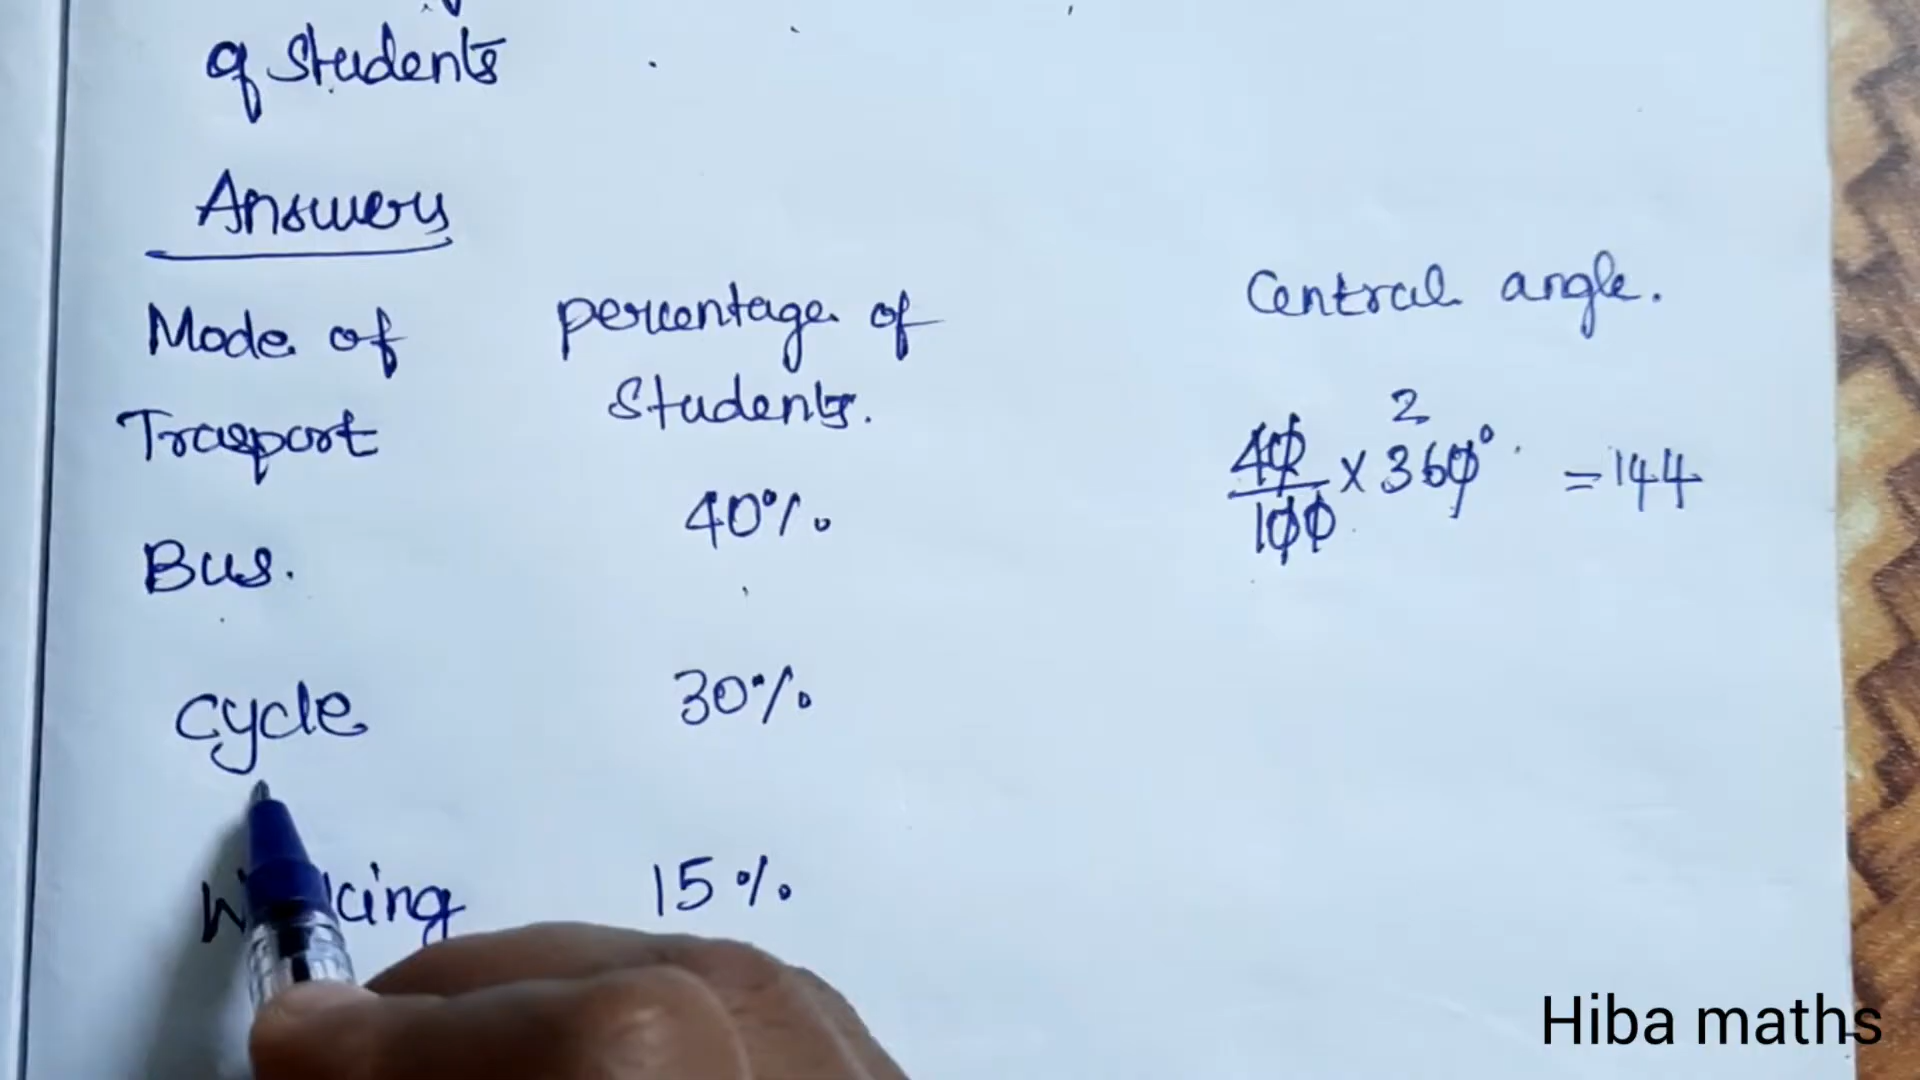 of students
Answers
Mode of percentage of Central angle.
Trasport students.
2
40/100 x 360° = 144
Bus. 40%
cycle 30%
15%
Hiba maths